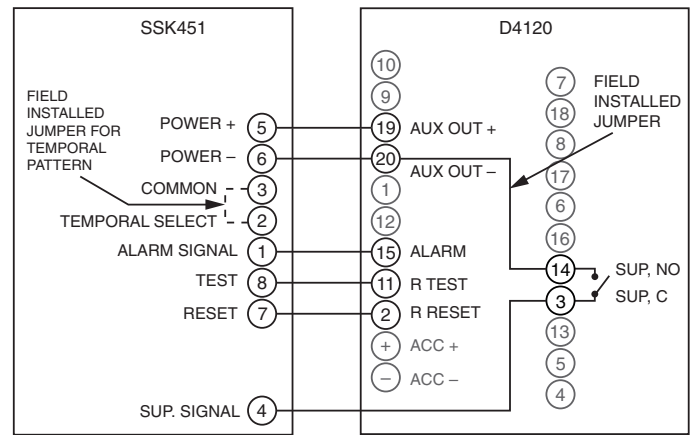 SSK451
D4120
FIELD
INSTALLED
JUMPER FOR
TEMPORAL
PATTERN
POWER + 5
POWER – 6
COMMON 3
TEMPORAL SELECT 2
ALARM SIGNAL 1
TEST 8
RESET 7
SUP. SIGNAL 4
10
9
19 AUX OUT +
20 AUX OUT –
1
12
15 ALARM
11 R TEST
2 R RESET
+ ACC +
– ACC –
7
18
8
17
6
16
14 SUP, NO
3 SUP, C
13
5
4
FIELD
INSTALLED
JUMPER